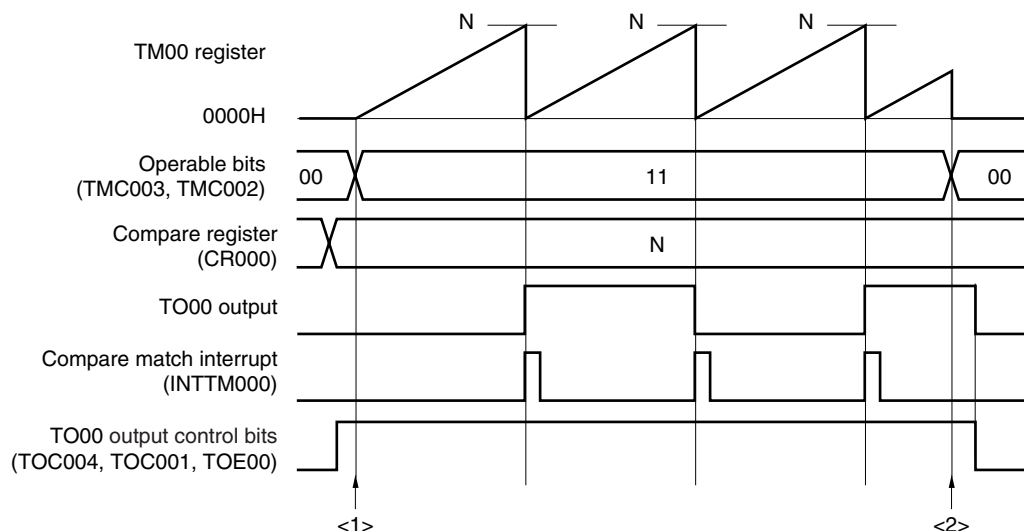 N N N
TM00 register
0000H
Operable bits
(TMC003, TMC002)
00 11 00
Compare register
(CR000)
N
TO00 output
Compare match interrupt
(INTTM000)
TO00 output control bits
(TOC004, TOC001, TOE00)
<1> <2>